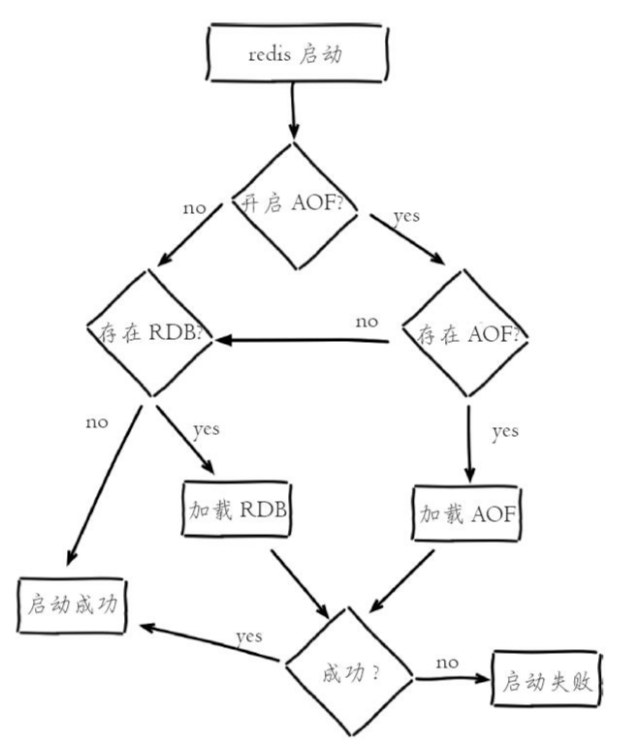 redis 启动
开启 AOF?
no
yes
存在 RDB?
no
存在 AOF?
no
yes
yes
加载 RDB
加载 AOF
启动成功
yes
成功？
no
启动失败